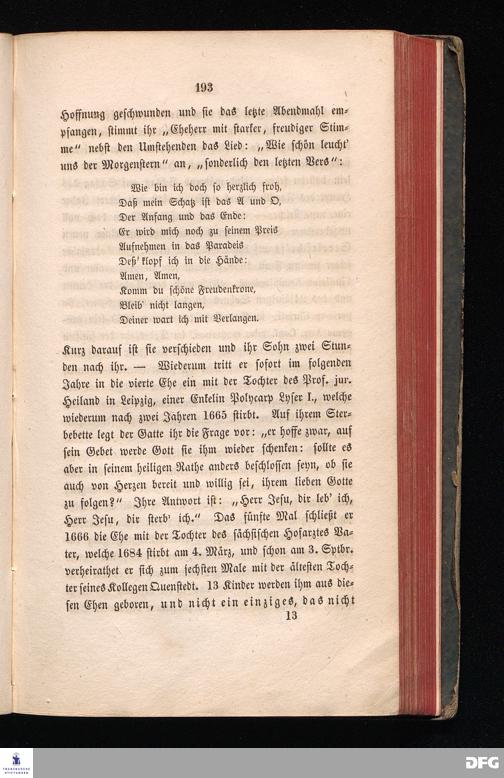 193
Hoffnung geschwunden und sie das letzte Abendmahl em-
pfangen, stimmt ihr „Eheherr mit starker, freudiger Stim-
me“ nebst den Umstehenden das Lied: „Wie schön leucht'
uns der Morgenstern“ an, „sonderlich den letzten Vers“:
Wie bin ich doch so herzlich froh,
Daß mein Schatz ist das A und O,
Der Anfang und das Ende:
Er wird mich noch zu seinem Preis
Aufnehmen in das Paradeis
Deß' klopf ich in die Hände:
Amen, Amen,
Komm du schöne Freudenkrone,
Bleib' nicht langen,
Deiner wart ich mit Verlangen.
Kurz darauf ist sie verschieden und ihr Sohn zwei Stun-
den nach ihr. — Wiederum tritt er sofort im folgenden
Jahre in die vierte Ehe ein mit der Tochter des Prof. jur.
Heiland in Leipzig, einer Enkelin Polycarp Lyser I., welche
wiederum nach zwei Jahren 1665 stirbt. Auf ihrem Ster-
bebette legt der Gatte ihr die Frage vor: „er hoffe zwar, auf
sein Gebet werde Gott sie ihm wieder schenken: sollte es
aber in seinem heiligen Rathe anders beschlossen seyn, ob sie
auch von Herzen bereit und willig sei, ihrem lieben Gotte
zu folgen?“ Ihre Antwort ist: „Herr Jesu, dir leb' ich,
Herr Jesu, dir sterb' ich.“ Das fünfte Mal schließt er
1666 die Ehe mit der Tochter des sächsischen Hofarztes Va-
ter, welche 1684 stirbt am 4. März, und schon am 3. Sptbr.
verheirathet er sich zum sechsten Male mit der ältesten Toch-
ter seines Kollegen Quenstedt. 13 Kinder werden ihm aus die-
sen Ehen geboren, und nicht ein einziges, das nicht
13
FRANCKESCHE
STIFTUNGEN
DFG